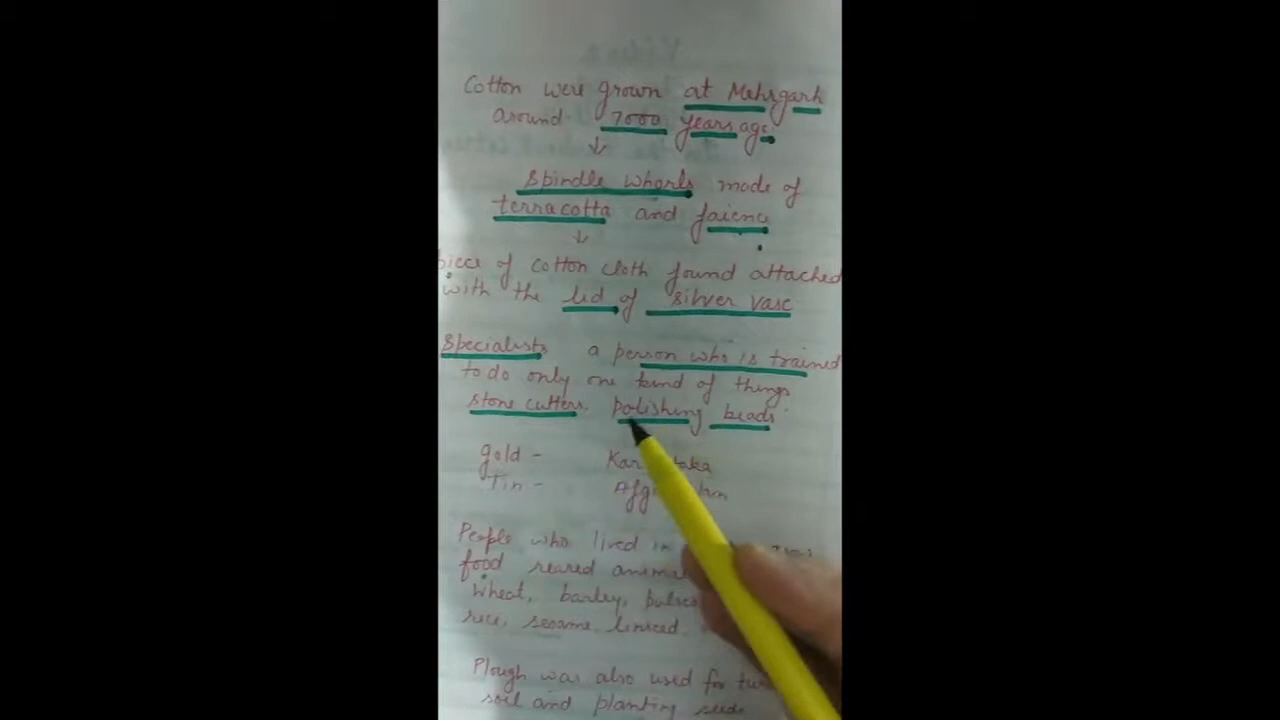 Cotton were grown at Mehrgarh
around 7000 years ago
↓
Spindle whorls made of
terracotta and faience
↓
piece of cotton cloth found attached
with the lid of silver vase
Specialists a person who is trained
to do only one kind of things
stone cutters. polishing beads
gold - Karnataka
Tin -
People who lived in
food reared
wheat, barley, pulses
rice, sesame linseed.
Plough was also used for
soil and planting seeds